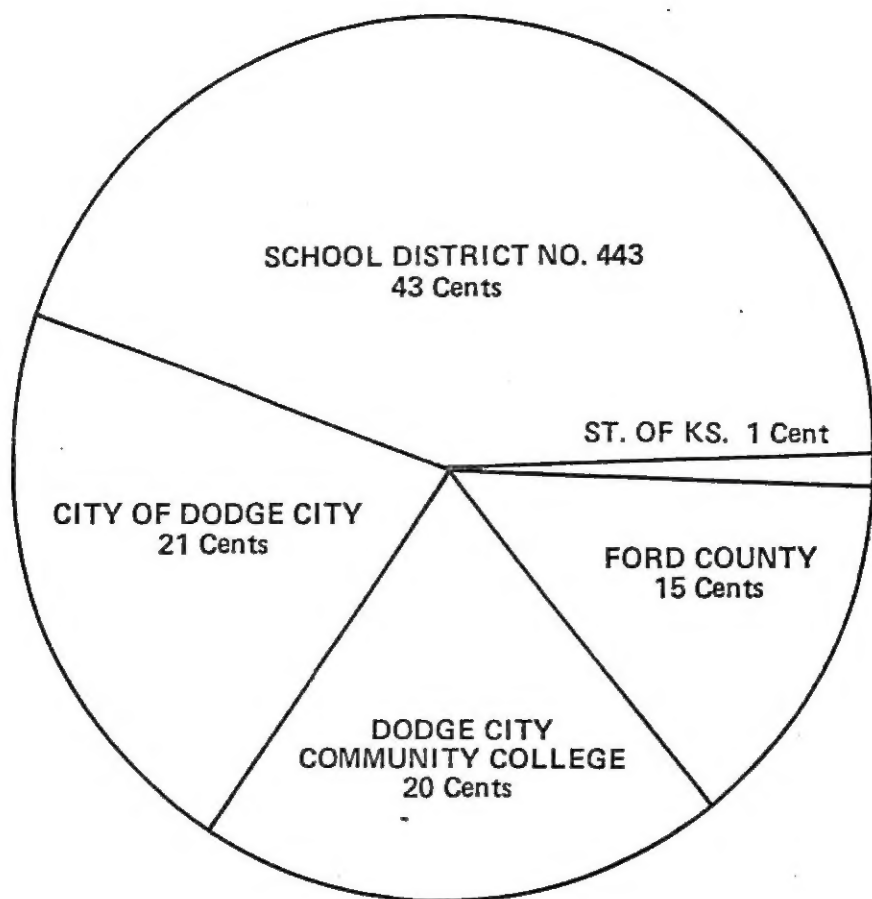 SCHOOL DISTRICT NO. 443
43 Cents
ST. OF KS. 1 Cent
CITY OF DODGE CITY
21 Cents
FORD COUNTY
15 Cents
DODGE CITY
COMMUNITY COLLEGE
20 Cents